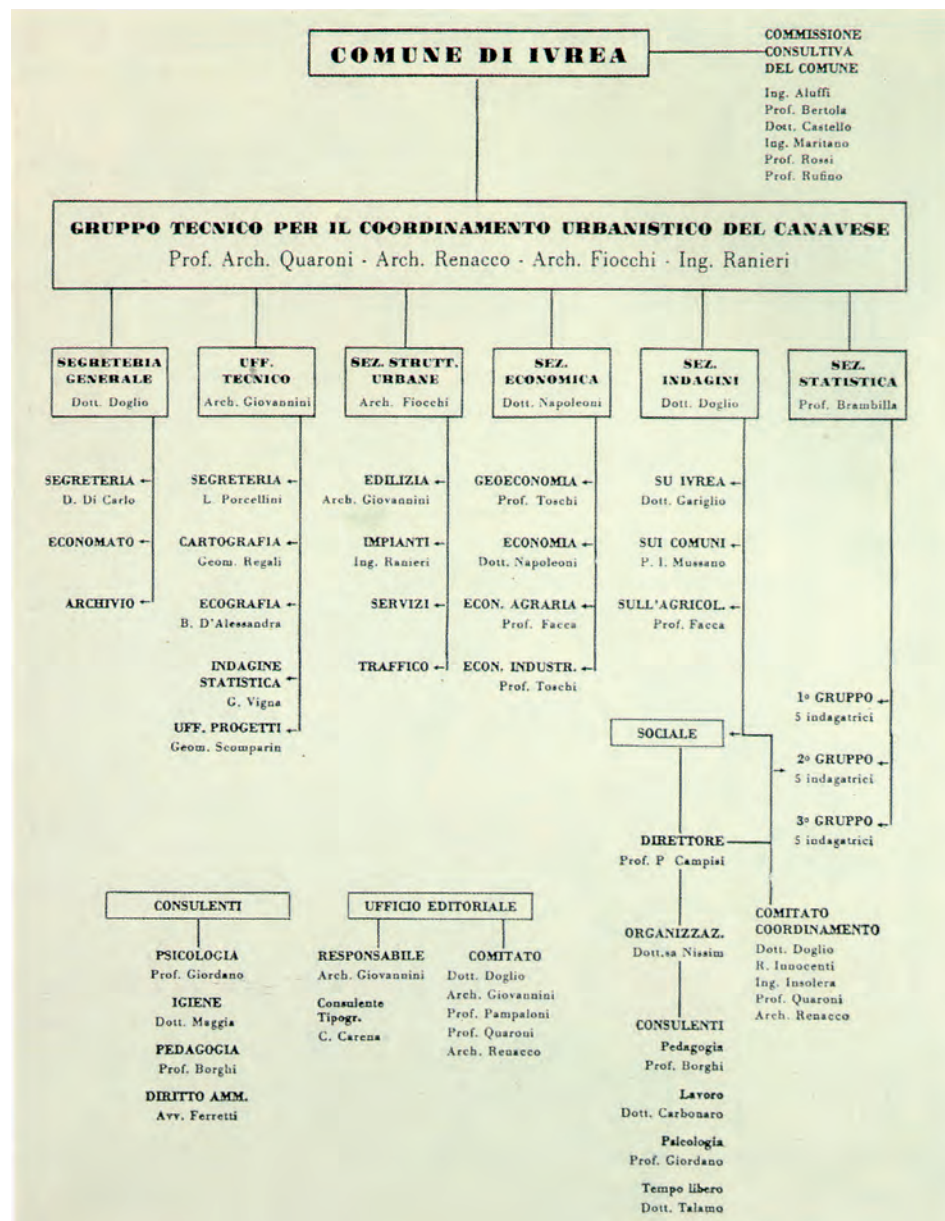 COMUNE DI IVREA
COMMISSIONE
CONSULTIVA
DEL COMUNE
Ing. Aluffi
Prof. Bertola
Dott. Castello
Ing. Maritano
Prof. Rossi
Prof. Rufino
GRUPPO TECNICO PER IL COORDINAMENTO URBANISTICO DEL CANAVESE
Prof. Arch. Quaroni - Arch. Renacco - Arch. Fiocchi - Ing. Ranieri
SEGRETERIA
GENERALE
Dott. Doglio
SEGRETERIA
D. Di Carlo
ECONOMATO
ARCHIVIO
UFF.
TECNICO
Arch. Giovannini
SEGRETERIA
L. Porcellini
CARTOGRAFIA
Geom. Regali
ECOGRAFIA
B. D'Alessandra
INDAGINE
STATISTICA
G. Vigna
UFF. PROGETTI
Geom. Scomparin
SEZ. STRUTT.
URBANE
Arch. Fiocchi
EDILIZIA
Arch. Giovannini
IMPIANTI
Ing. Ranieri
SERVIZI
TRAFFICO
SEZ.
ECONOMICA
Dott. Napoleoni
GEOECONOMIA
Prof. Toschi
ECONOMIA
Dott. Napoleoni
ECON. AGRARIA
Prof. Facca
ECON. INDUSTR.
Prof. Toschi
SEZ.
INDAGINI
Dott. Doglio
SU IVREA
Dott. Gariglio
SUI COMUNI
P. I. Mussano
SULL'AGRICOL.
Prof. Facca
SOCIALE
DIRETTORE
Prof. P Campisi
ORGANIZZAZ.
Dott.sa Nissim
CONSULENTI
Pedagogia
Prof. Borghi
Lavoro
Dott. Carbonaro
Psicologia
Prof. Giordano
Tempo libero
Dott. Talamo
SEZ.
STATISTICA
Prof. Brambilla
1º GRUPPO
5 indagatrici
2º GRUPPO
5 indagatrici
3º GRUPPO
5 indagatrici
COMITATO
COORDINAMENTO
Dott. Doglio
R. Innocenti
Ing. Insolera
Prof. Quaroni
Arch. Renacco
CONSULENTI
PSICOLOGIA
Prof. Giordano
IGIENE
Dott. Maggia
PEDAGOGIA
Prof. Borghi
DIRITTO AMM.
Avv. Ferretti
UFFICIO EDITORIALE
RESPONSABILE
Arch. Giovannini
Consulente
Tipogr.
C. Carena
COMITATO
Dott. Doglio
Arch. Giovannini
Prof. Pampaloni
Prof. Quaroni
Arch. Renacco